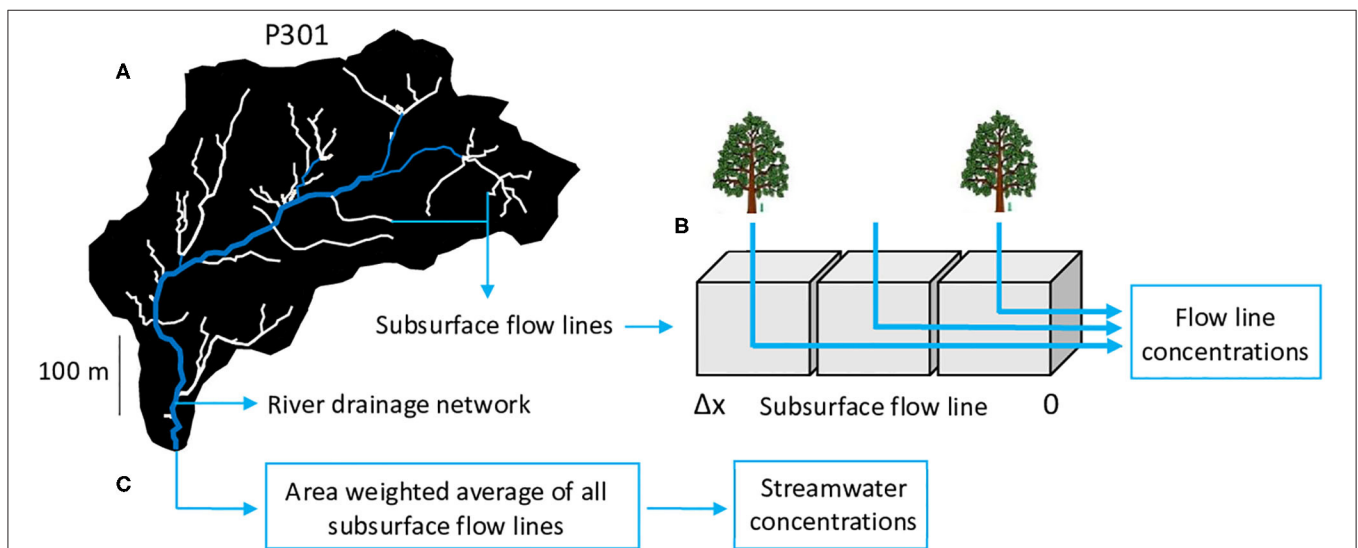 P301
A
B
Subsurface flow lines
Flow line
concentrations
100 m
River drainage network
Δx
Subsurface flow line
0
C
Area weighted average of all
subsurface flow lines
Streamwater
concentrations